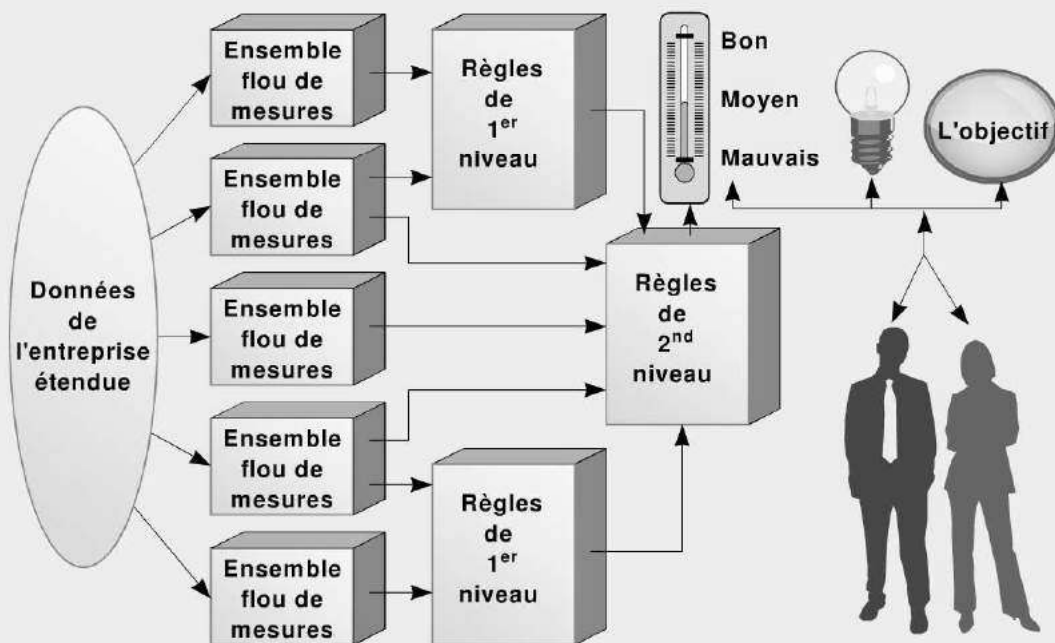 Données
de
l'entreprise
étendue
Ensemble
flou de
mesures
Ensemble
flou de
mesures
Ensemble
flou de
mesures
Ensemble
flou de
mesures
Ensemble
flou de
mesures
Règles
de
1er
niveau
Règles
de
1er
niveau
Règles
de
2nd
niveau
Bon
Moyen
Mauvais
L'objectif